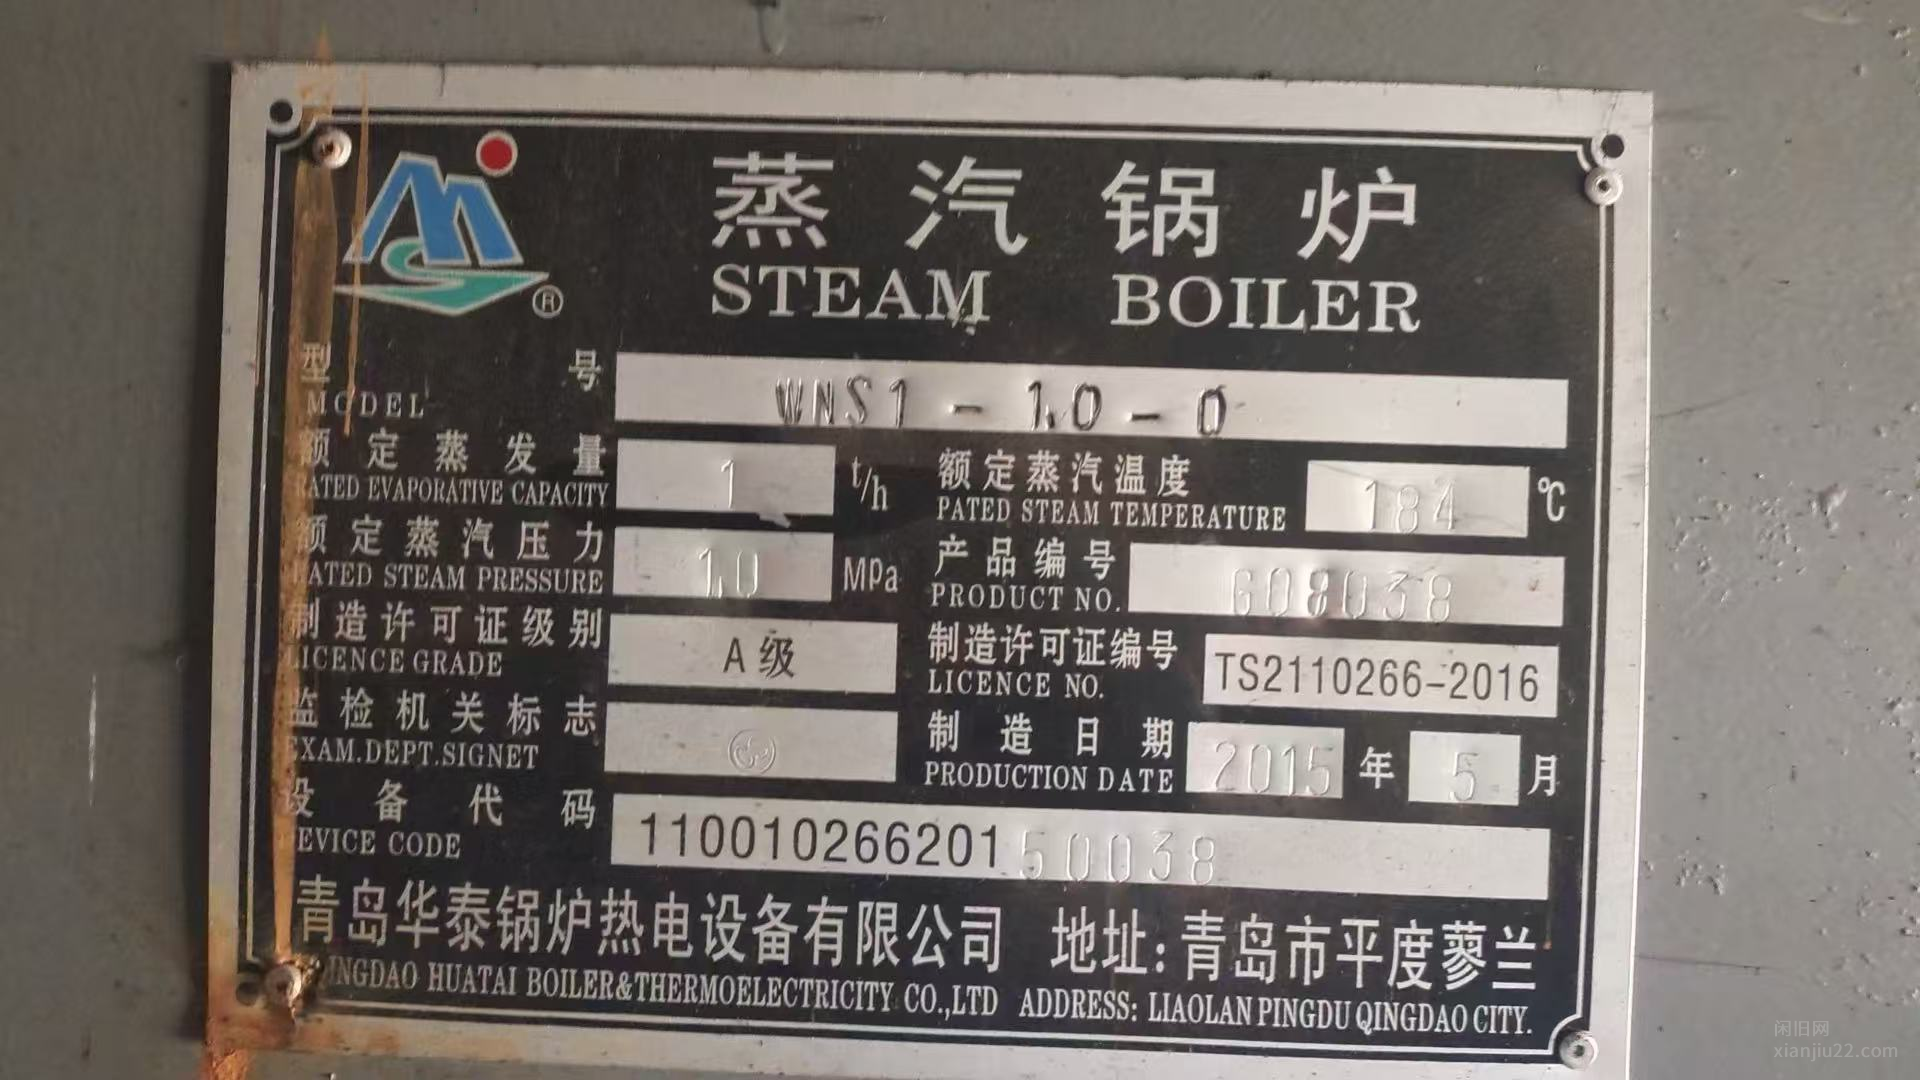 蒸汽锅炉
STEAM BOILER
®
型号 WNS1-1.0-0
MODEL
额定蒸发量 1 t/h 额定蒸汽温度 184 ℃
RATED EVAPORATIVE CAPACITY PATED STEAM TEMPERATURE
额定蒸汽压力 1.0 MPa 产品编号 G08038
RATED STEAM PRESSURE PRODUCT NO.
制造许可证级别 A级 制造许可证编号 TS2110266-2016
LICENCE GRADE LICENCE NO.
监检机关标志 制造日期 2015 年 5 月
EXAM.DEPT.SIGNET PRODUCTION DATE
设备代码 11001026620150038
DEVICE CODE
青岛华泰锅炉热电设备有限公司 地址:青岛市平度蓼兰
QINGDAO HUATAI BOILER&THERMOELECTRICITY CO.,LTD ADDRESS: LIAOLAN PINGDU QINGDAO CITY.
闲旧网
xianjiu22.com